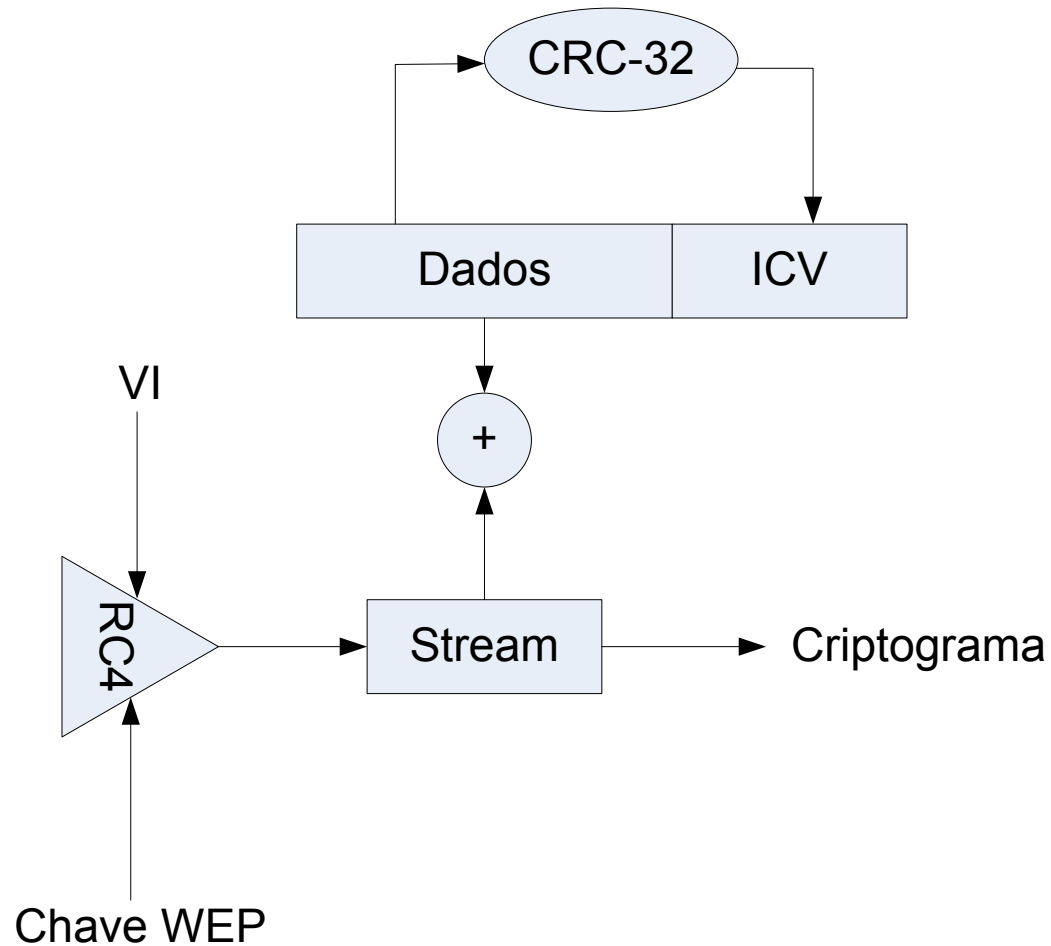 CRC-32
Dados
ICV
VI
+
RC4
Stream
Criptograma
Chave WEP